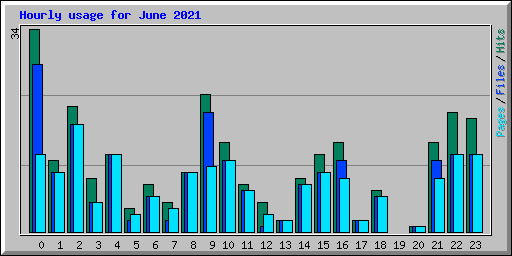 Hourly usage for June 2021
34
Pages / Files / Hits
0 1 2 3 4 5 6 7 8 9 10 11 12 13 14 15 16 17 18 19 20 21 22 23